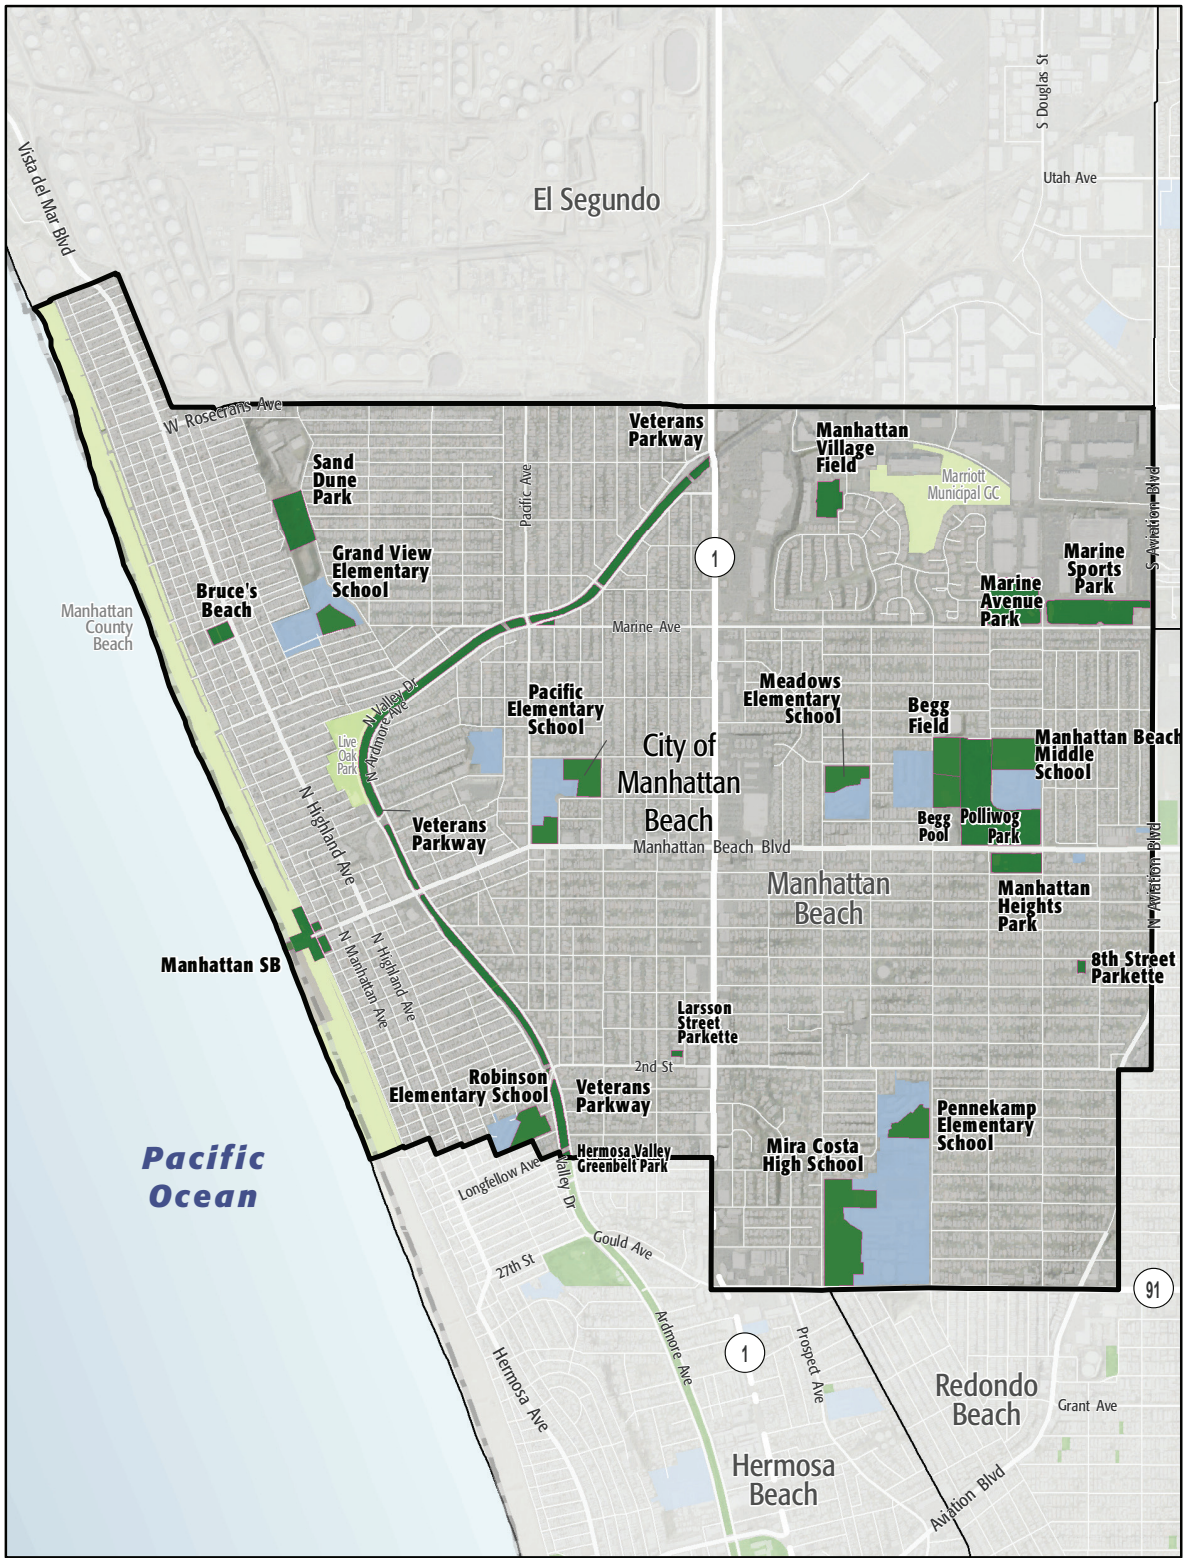 S Douglas St
Utah Ave
Vista del Mar Blvd
El Segundo
W Rosecrans Ave
Veterans
Parkway
Manhattan
Village
Field
Marriott
Municipal GC
Sand
Dune
Park
Pacific Ave
S Aviation Blvd
1
Grand View
Elementary
School
Marine
Sports
Park
Marine
Avenue
Park
Bruce's
Beach
Manhattan
County
Beach
Marine Ave
N Valley Dr
N Ardmore Ave
Live
Oak
Park
Pacific
Elementary
School
Meadows
Elementary
School
Begg
Field
Manhattan Beach
Middle
School
City of
Manhattan
Beach
N Highland Ave
Veterans
Parkway
Begg
Pool
Polliwog
Park
Manhattan Beach Blvd
Manhattan
Beach
Manhattan
Heights
Park
N Aviation Blvd
Manhattan SB
N Manhattan Ave
N Highland Ave
8th Street
Parkette
Larsson
Street
Parkette
2nd St
Robinson
Elementary School
Veterans
Parkway
Pennekamp
Elementary
School
Mira Costa
High School
Hermosa Valley
Greenbelt Park
Pacific
Ocean
Longfellow Ave
Valley Dr
Gould Ave
27th St
91
Ardmore Ave
1
Prospect Ave
Hermosa Ave
Redondo
Beach
Grant Ave
Hermosa
Beach
Aviation Blvd